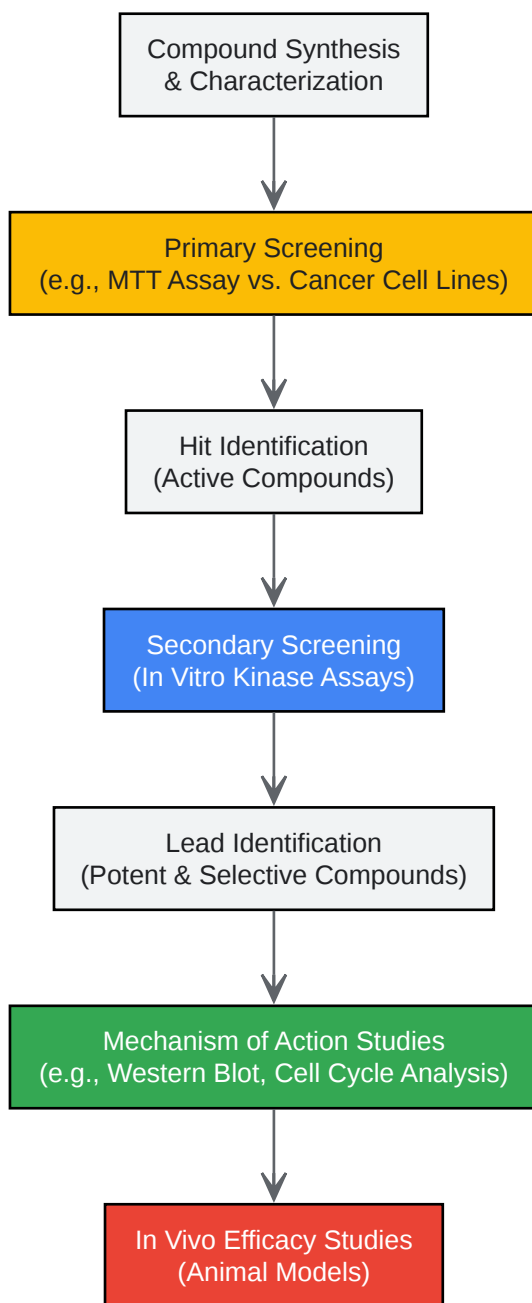 Compound Synthesis
& Characterization
Primary Screening
(e.g., MTT Assay vs. Cancer Cell Lines)
Hit Identification
(Active Compounds)
Secondary Screening
(In Vitro Kinase Assays)
Lead Identification
(Potent & Selective Compounds)
Mechanism of Action Studies
(e.g., Western Blot, Cell Cycle Analysis)
In Vivo Efficacy Studies
(Animal Models)